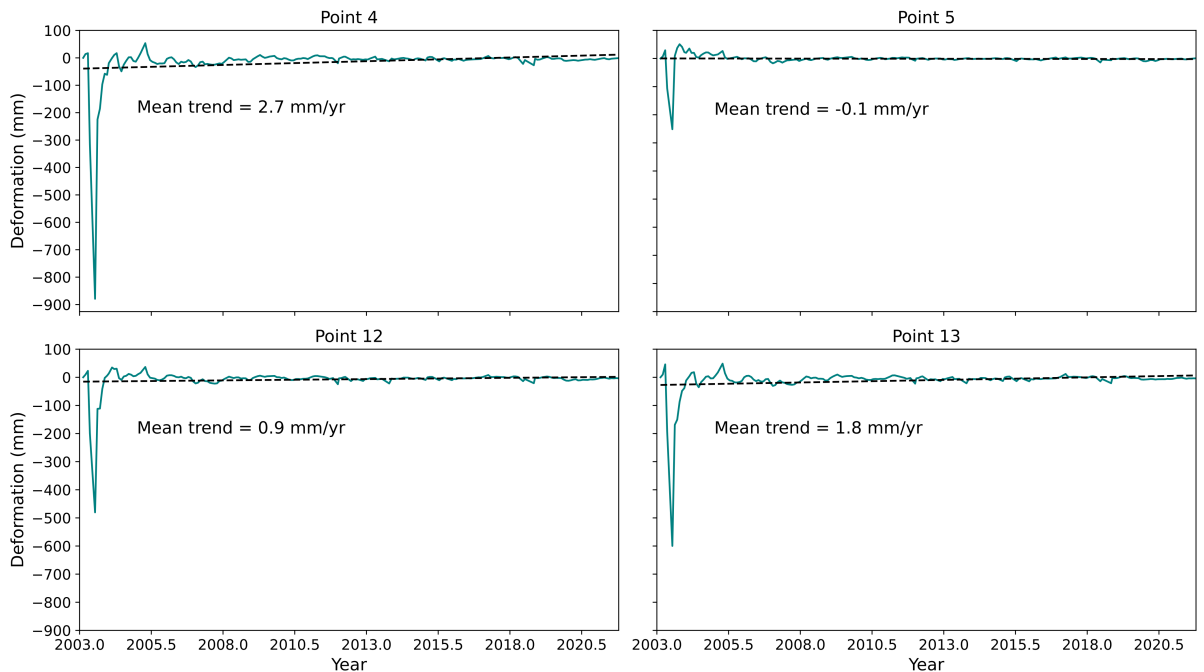 Point 4
Point 5
100
0
−100
−200
−300
−400
−500
−600
−700
−800
−900
Deformation (mm)
Mean trend = 2.7 mm/yr
Mean trend = -0.1 mm/yr
Point 12
Point 13
100
0
−100
−200
−300
−400
−500
−600
−700
−800
−900
Deformation (mm)
Mean trend = 0.9 mm/yr
Mean trend = 1.8 mm/yr
2003.0 2005.5 2008.0 2010.5 2013.0 2015.5 2018.0 2020.5
2003.0 2005.5 2008.0 2010.5 2013.0 2015.5 2018.0 2020.5
Year
Year